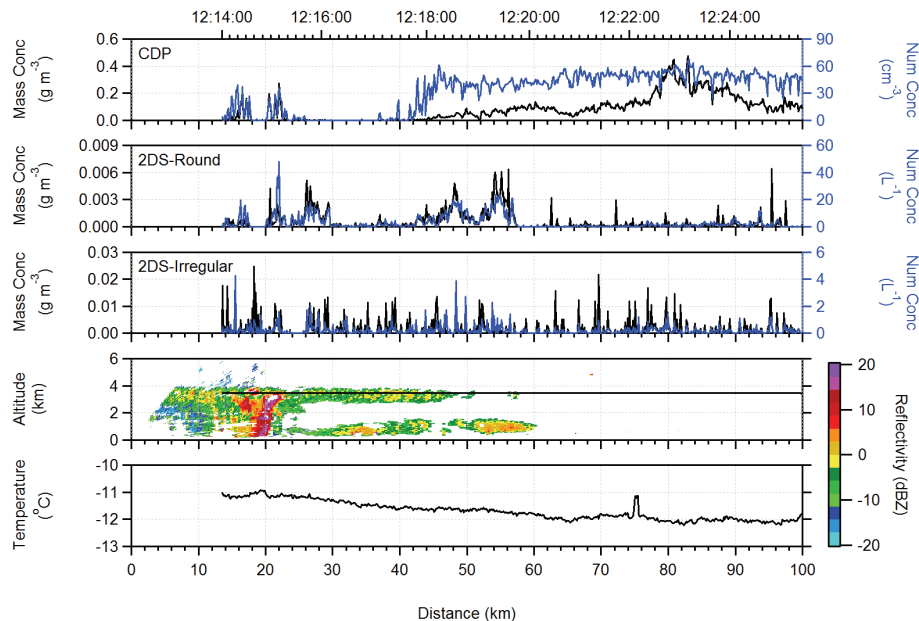 12:14:00 12:16:00 12:18:00 12:20:00 12:22:00 12:24:00
CDP
Mass Conc
(g m⁻³)
0.6
0.4
0.2
0.0
90
60
30
0
Num Conc
(cm⁻³)
2DS-Round
Mass Conc
(g m⁻³)
0.009
0.006
0.003
0.000
60
40
20
0
Num Conc
(L⁻¹)
2DS-Irregular
Mass Conc
(g m⁻³)
0.03
0.02
0.01
0.00
6
4
2
0
Num Conc
(L⁻¹)
Altitude
(km)
6
4
2
0
20
10
0
-10
-20
Reflectivity (dBZ)
Temperature
(°C)
-10
-11
-12
-13
0 10 20 30 40 50 60 70 80 90 100
Distance (km)